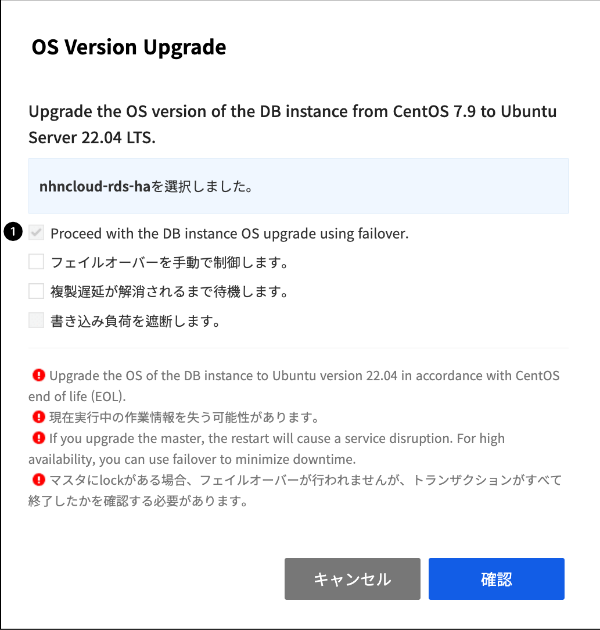 OS Version Upgrade
Upgrade the OS version of the DB instance from CentOS 7.9 to Ubuntu
Server 22.04 LTS.
nhncloud-rds-haを選択しました。
1 Proceed with the DB instance OS upgrade using failover.
フェイルオーバーを手動で制御します。
複製遅延が解消されるまで待機します。
書き込み負荷を遮断します。
Upgrade the OS of the DB instance to Ubuntu version 22.04 in accordance with CentOS
end of life (EOL).
現在実行中の作業情報を失う可能性があります。
If you upgrade the master, the restart will cause a service disruption. For high
availability, you can use failover to minimize downtime.
マスタにlockがある場合、フェイルオーバーが行われませんが、トランザクションがすべて
終了したかを確認する必要があります。
キャンセル
確認